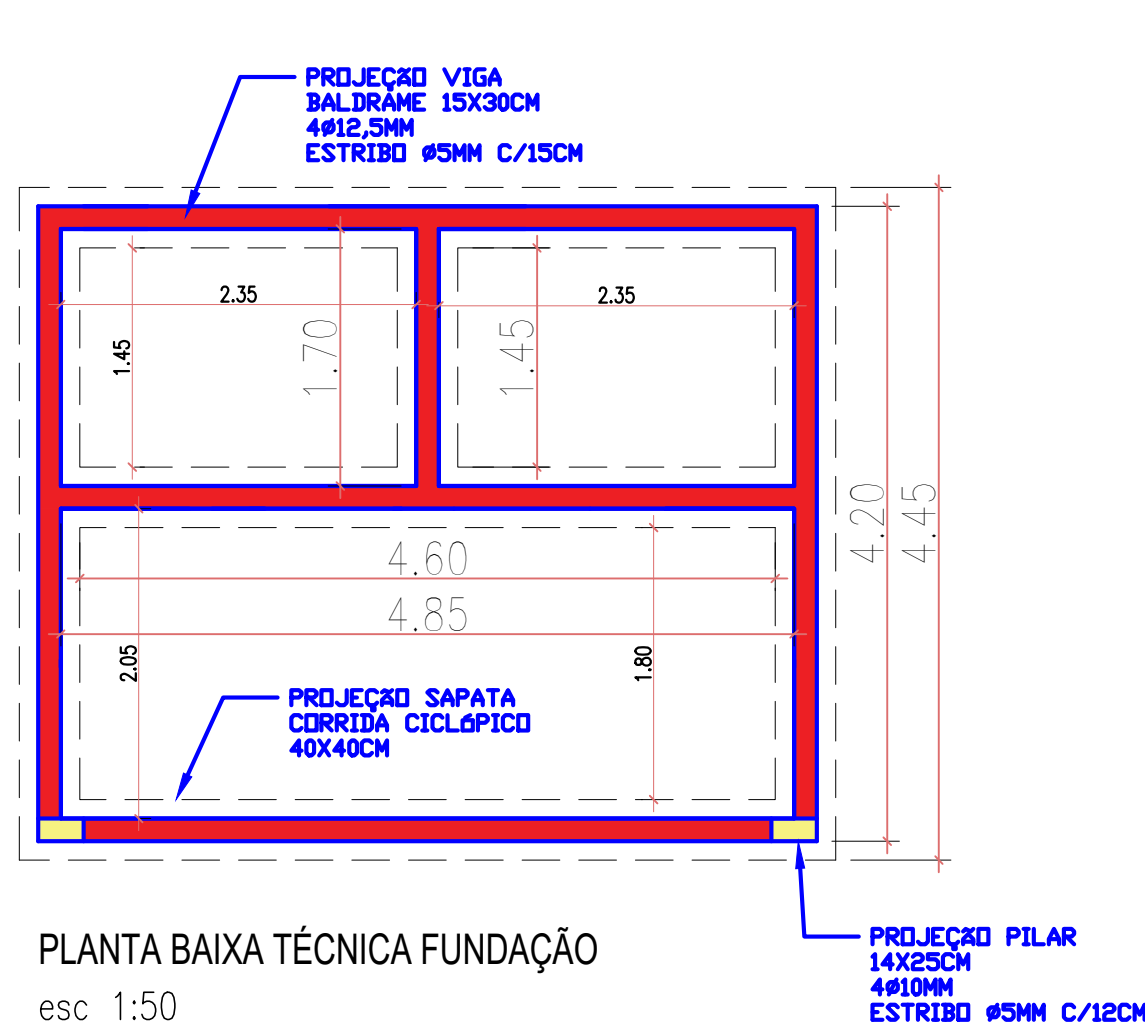 PROJEÇÃO VIGA
BALDRAME 15X30CM
4Ø12,5MM
ESTRIBO Ø5MM C/15CM
2.35
2.35
1.45
1.70
1.45
4.20
4.45
4.60
4.85
2.05
1.80
PROJEÇÃO SAPATA
CORRIDA CICLÓPICO
40X40CM
PLANTA BAIXA TÉCNICA FUNDAÇÃO
esc 1:50
PROJEÇÃO PILAR
14X25CM
4Ø10MM
ESTRIBO Ø5MM C/12CM